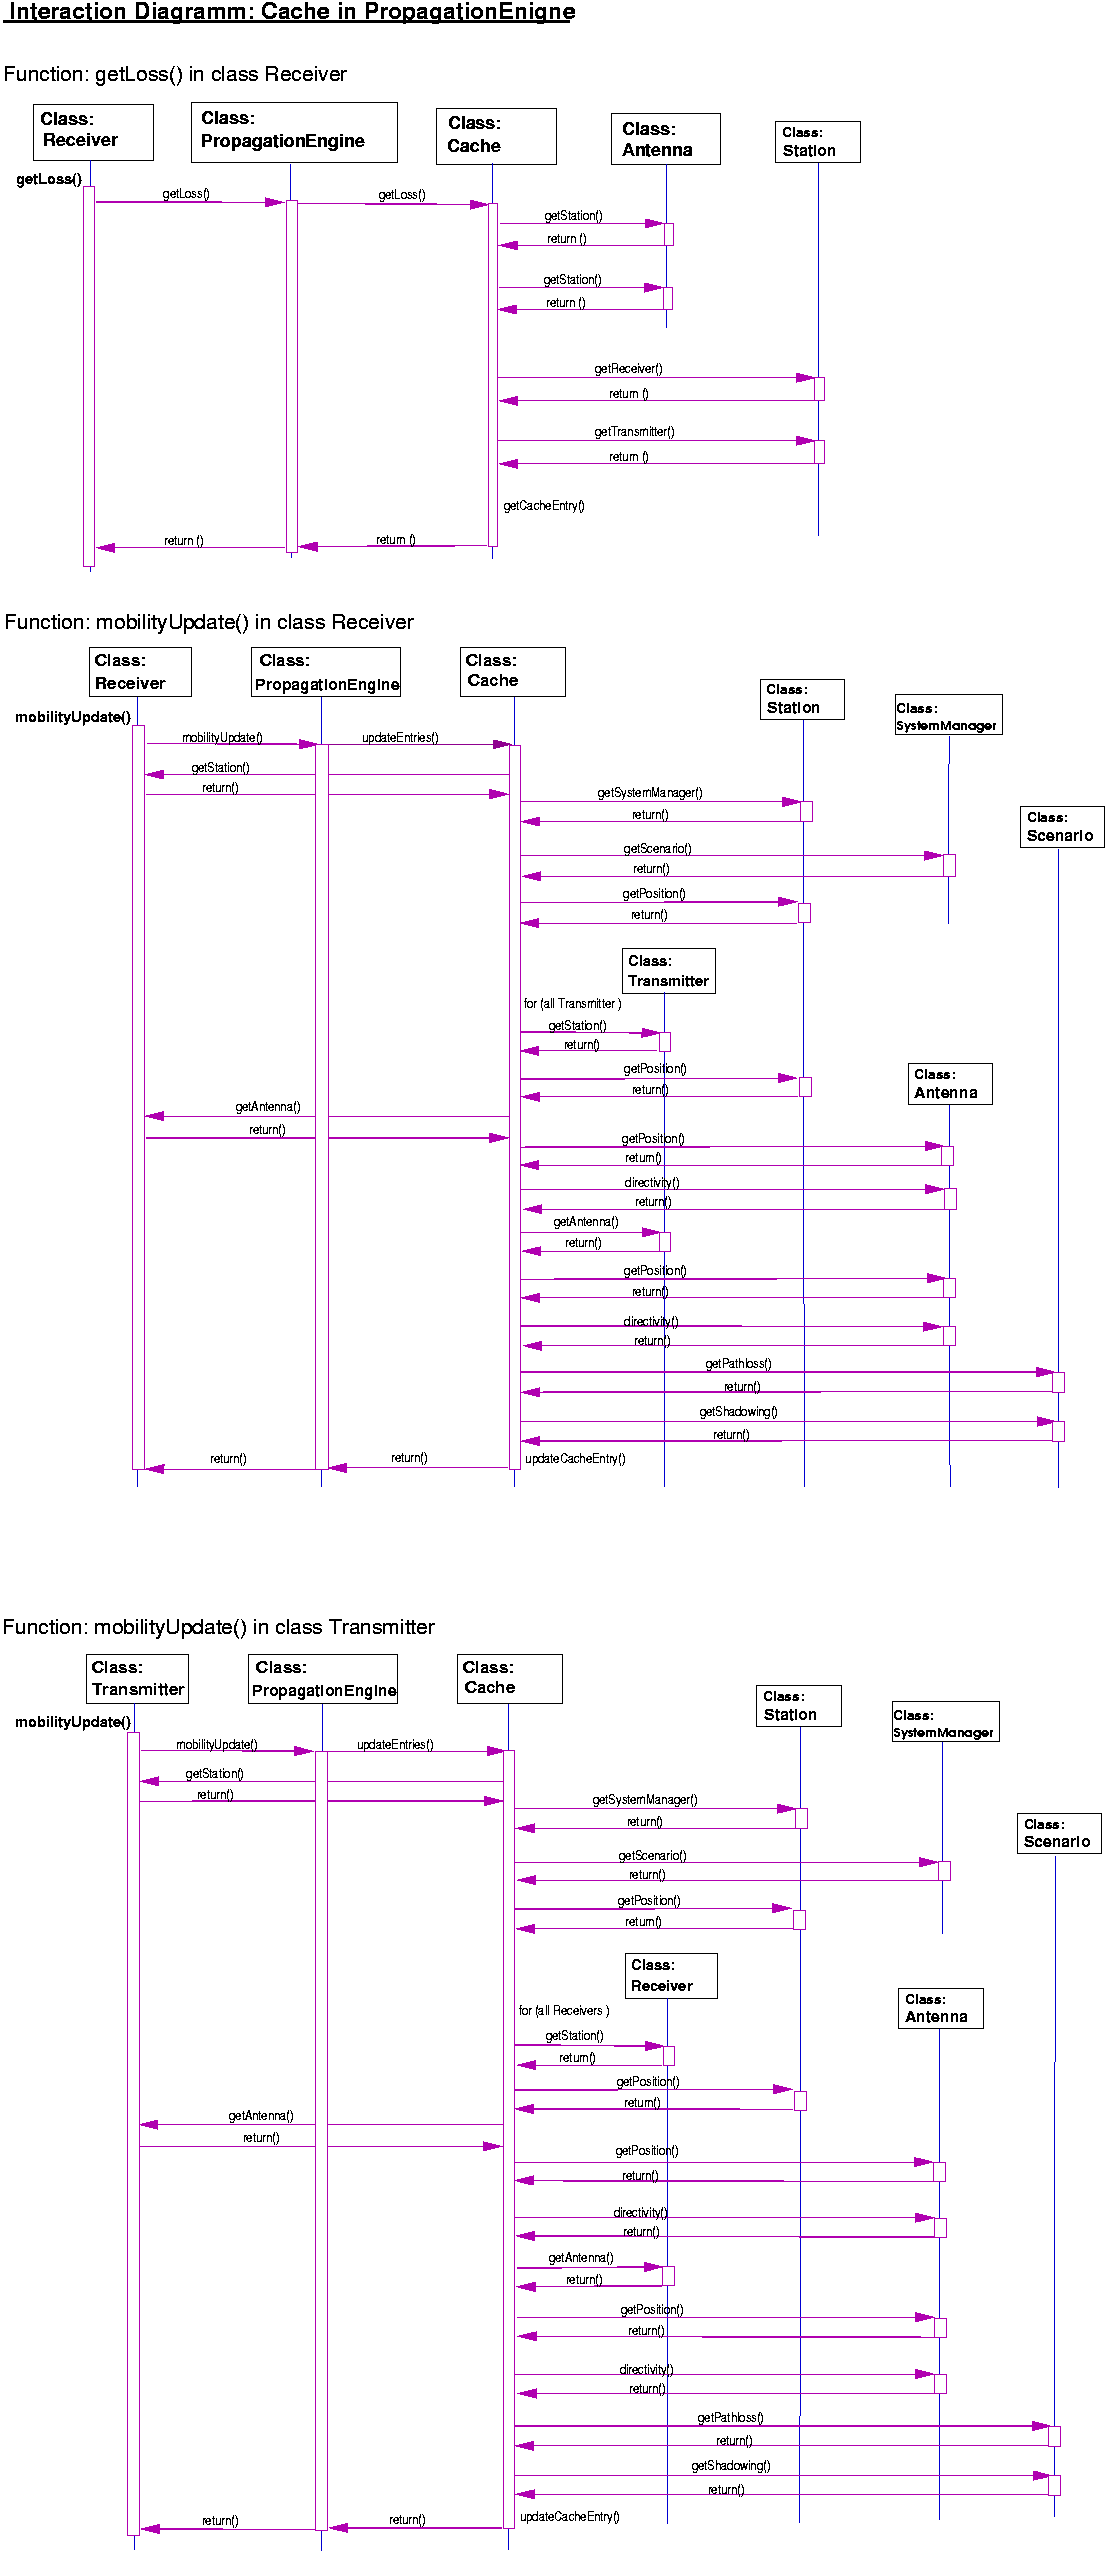 Interaction Diagramm: Cache in PropagationEnigne
Function: getLoss() in class Receiver
Class:
Receiver
Class:
PropagationEngine
Class:
Cache
Class:
Antenna
Class:
Station
getLoss()
getLoss()
getLoss()
getStation()
return ()
getStation()
return ()
getReceiver()
return ()
getTransmitter()
return ()
getCacheEntry()
return ()
return ()
Function: mobilityUpdate() in class Receiver
Class:
Receiver
Class:
PropagationEngine
Class:
Cache
Class:
Station
Class:
SystemManager
mobilityUpdate()
mobilityUpdate()
updateEntries()
getStation()
return()
getSystemManager()
return()
Class:
Scenario
getScenario()
return()
getPosition()
return()
Class:
Transmitter
for (all Transmitter )
getStation()
return()
getPosition()
return()
Class:
Antenna
getAntenna()
return()
getPosition()
return()
directivity()
return()
getAntenna()
return()
getPosition()
return()
directivity()
return()
getPathloss()
return()
getShadowing()
return()
updateCacheEntry()
return()
return()
Function: mobilityUpdate() in class Transmitter
Class:
Transmitter
Class:
PropagationEngine
Class:
Cache
Class:
Station
Class:
SystemManager
mobilityUpdate()
mobilityUpdate()
updateEntries()
getStation()
return()
getSystemManager()
return()
Class:
Scenario
getScenario()
return()
getPosition()
return()
Class:
Receiver
for (all Receivers )
Class:
Antenna
getStation()
return()
getPosition()
return()
getAntenna()
return()
getPosition()
return()
directivity()
return()
getAntenna()
return()
getPosition()
return()
directivity()
return()
getPathloss()
return()
getShadowing()
return()
updateCacheEntry()
return()
return()